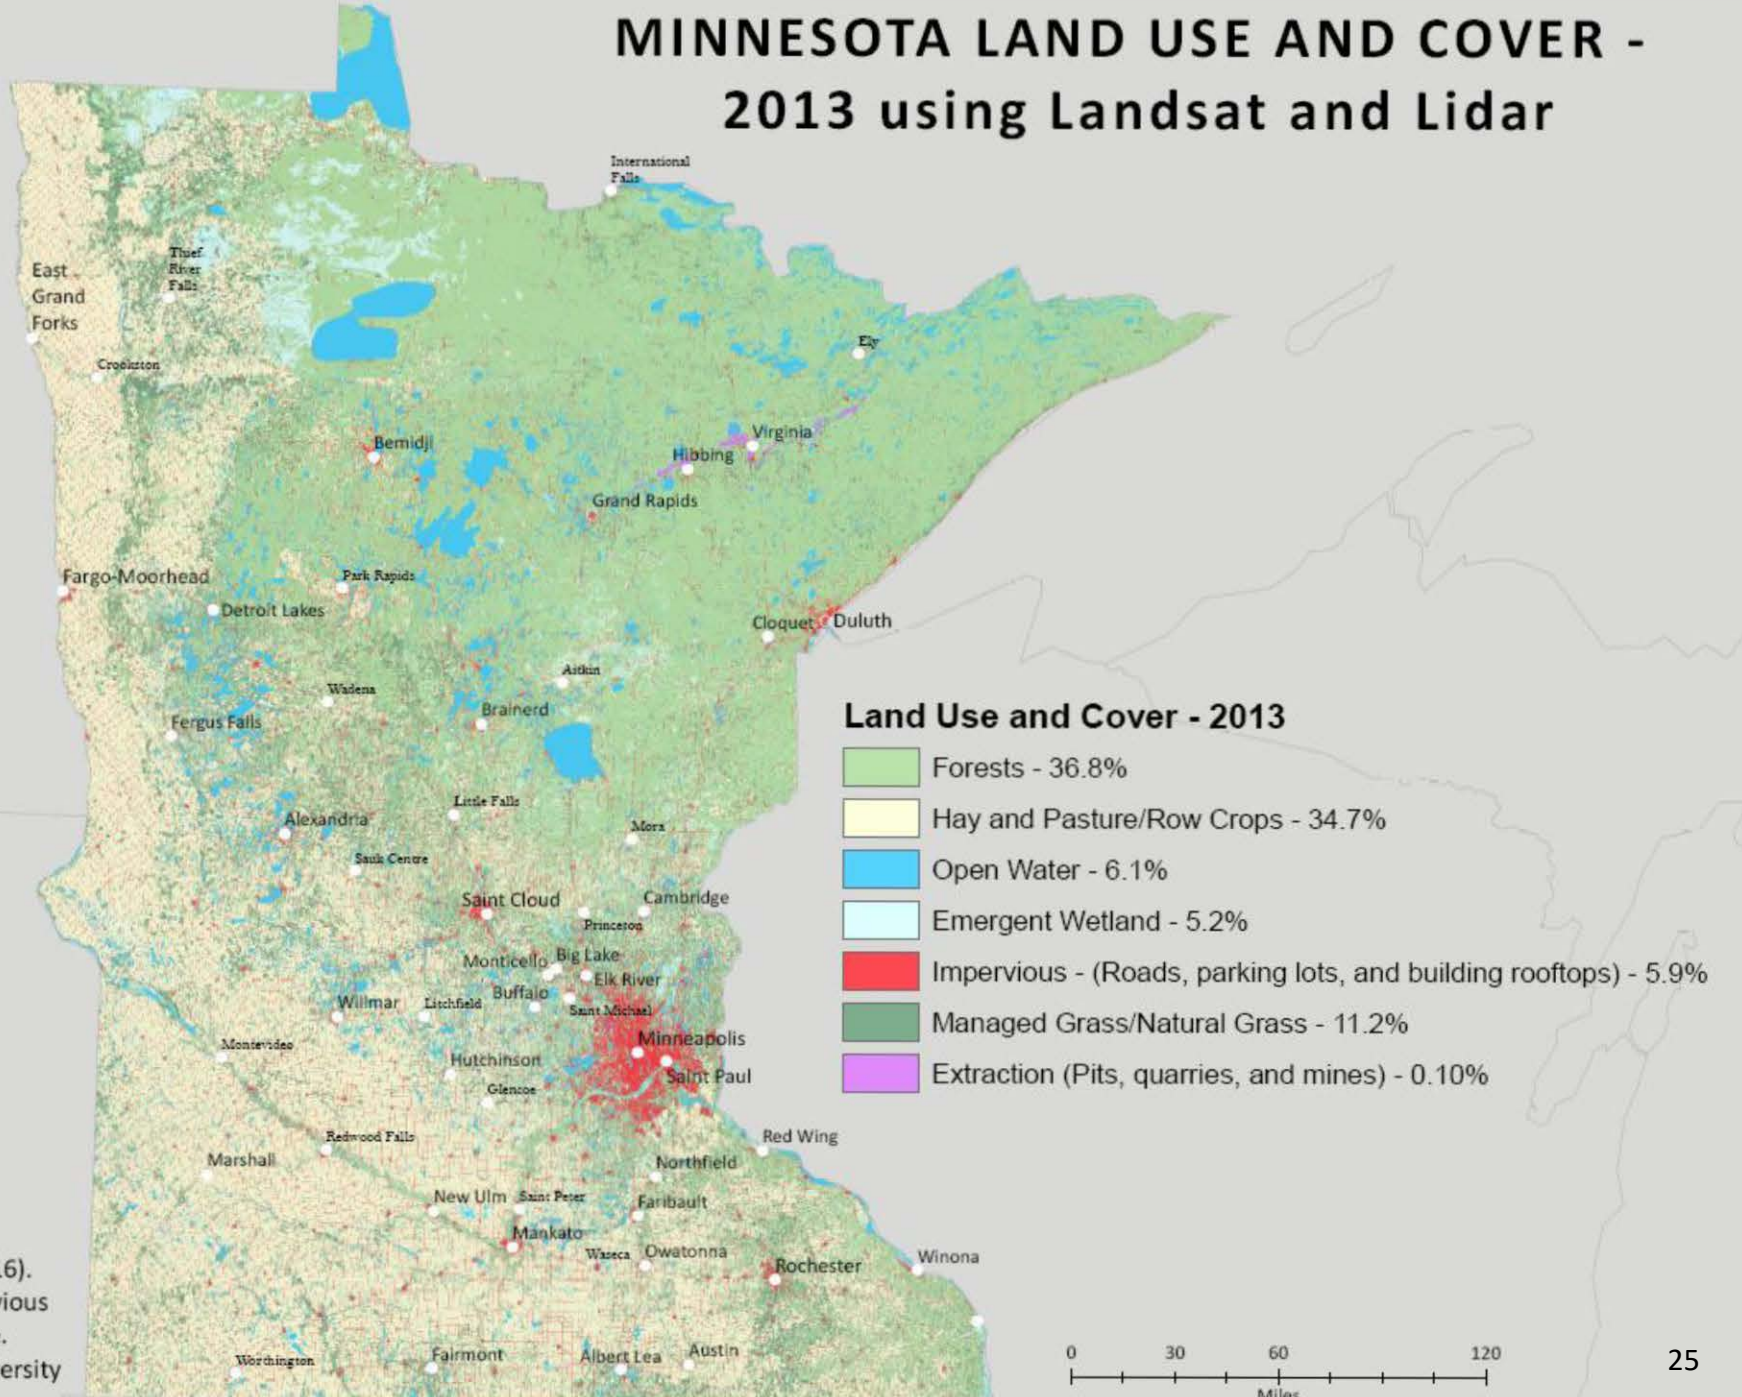 MINNESOTA LAND USE AND COVER -
2013 using Landsat and Lidar
International
Falls
Thief
River
Falls
East
Grand
Forks
Crookston
Ely
Bemidji
Virginia
Hibbing
Grand Rapids
Fargo-Moorhead
Park Rapids
Detroit Lakes
Cloquet
Duluth
Aitkin
Wadena
Brainerd
Fergus Falls
Little Falls
Alexandria
Mora
Sauk Centre
Saint Cloud
Cambridge
Princeton
Monticello
Big Lake
Elk River
Buffalo
Willmar
Litchfield
Saint Michael
Minneapolis
Montevideo
Hutchinson
Saint Paul
Glencoe
Redwood Falls
Red Wing
Marshall
Northfield
New Ulm
Saint Peter
Faribault
Mankato
Waseca
Owatonna
Rochester
Winona
Worthington
Fairmont
Albert Lea
Austin
Land Use and Cover - 2013
Forests - 36.8%
Hay and Pasture/Row Crops - 34.7%
Open Water - 6.1%
Emergent Wetland - 5.2%
Impervious - (Roads, parking lots, and building rooftops) - 5.9%
Managed Grass/Natural Grass - 11.2%
Extraction (Pits, quarries, and mines) - 0.10%
0 30 60 120
Miles
25